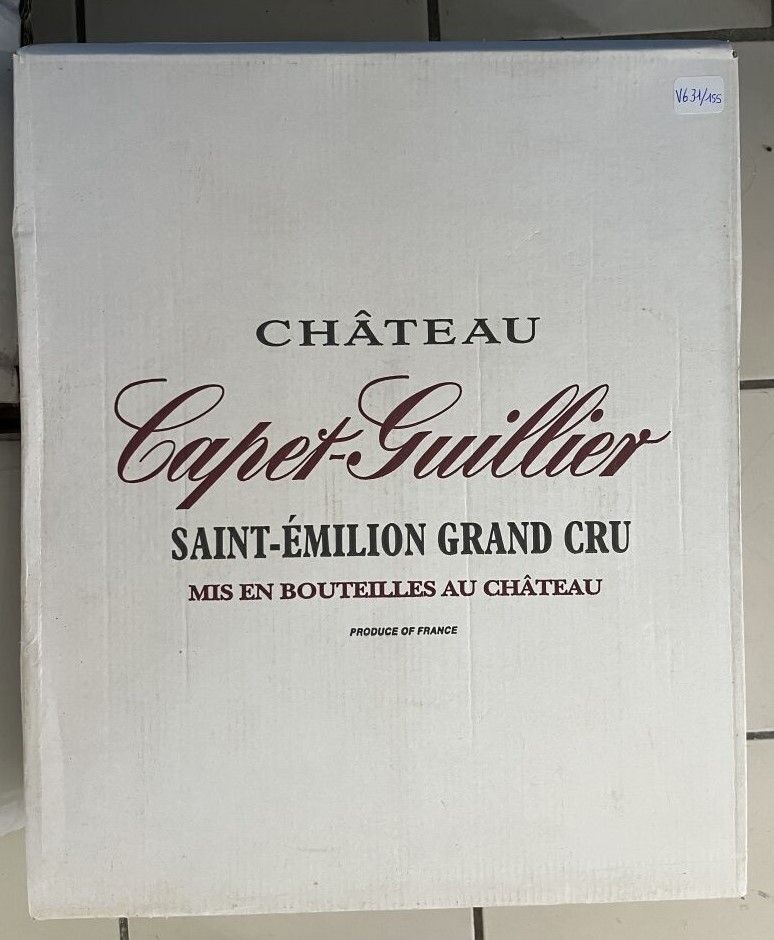 V631/155
CHÂTEAU
Capet-Guillier
SAINT-ÉMILION GRAND CRU
MIS EN BOUTEILLES AU CHÂTEAU
PRODUCE OF FRANCE